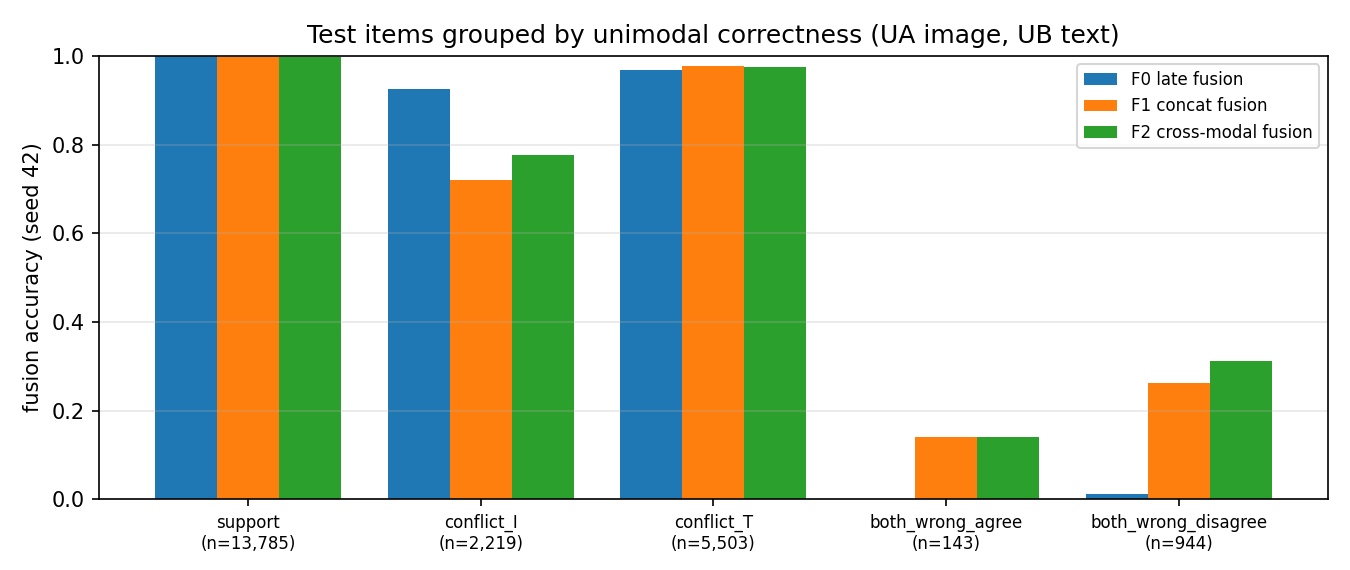 Test items grouped by unimodal correctness (UA image, UB text)
fusion accuracy (seed 42)
1.0
0.8
0.6
0.4
0.2
0.0
F0 late fusion
F1 concat fusion
F2 cross-modal fusion
support
(n=13,785)
conflict_I
(n=2,219)
conflict_T
(n=5,503)
both_wrong_agree
(n=143)
both_wrong_disagree
(n=944)